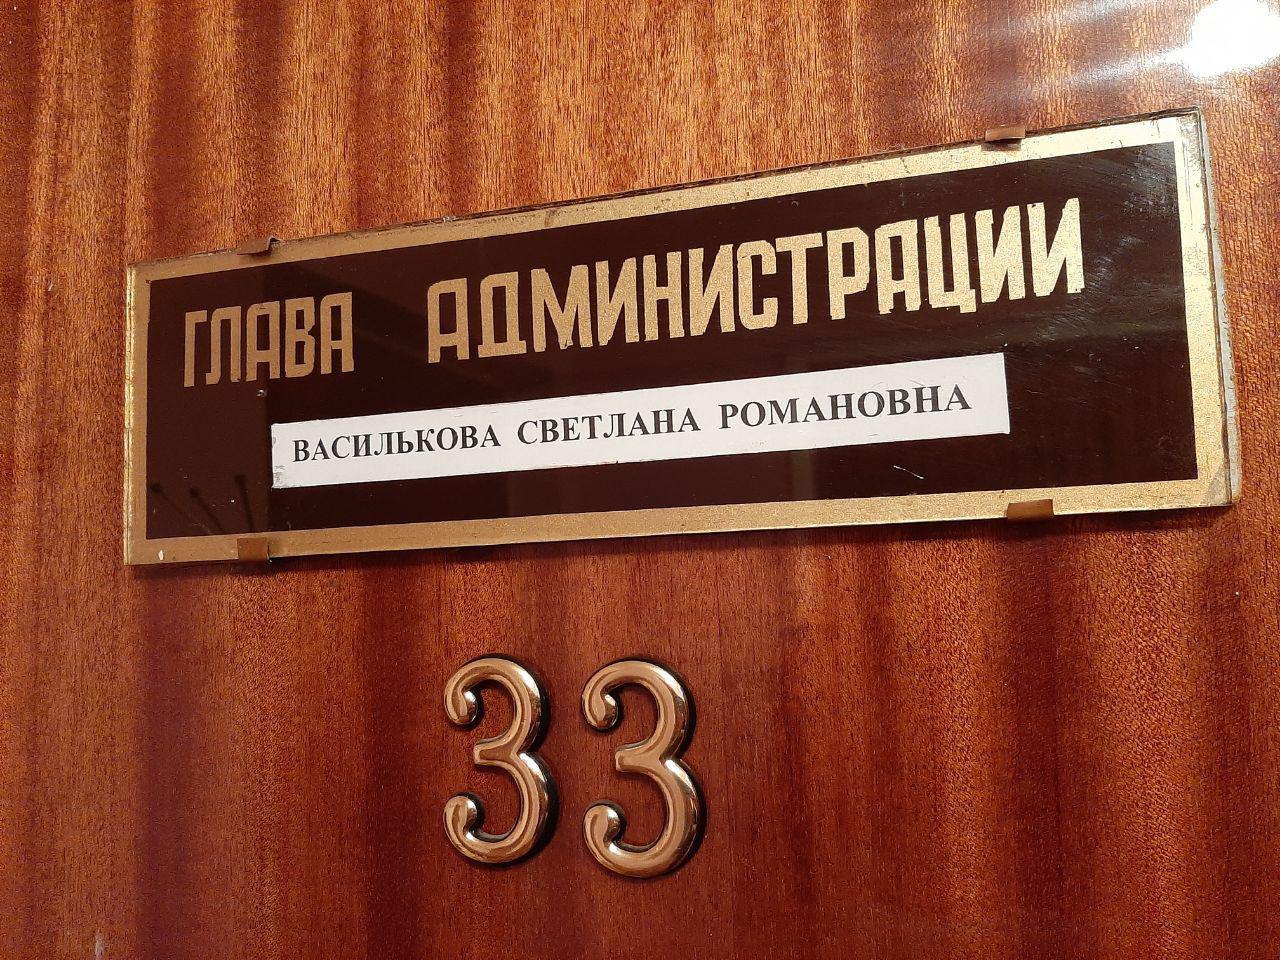 ГЛАВА АДМИНИСТРАЦИИ
ВАСИЛЬКОВА СВЕТЛАНА РОМАНОВНА
33